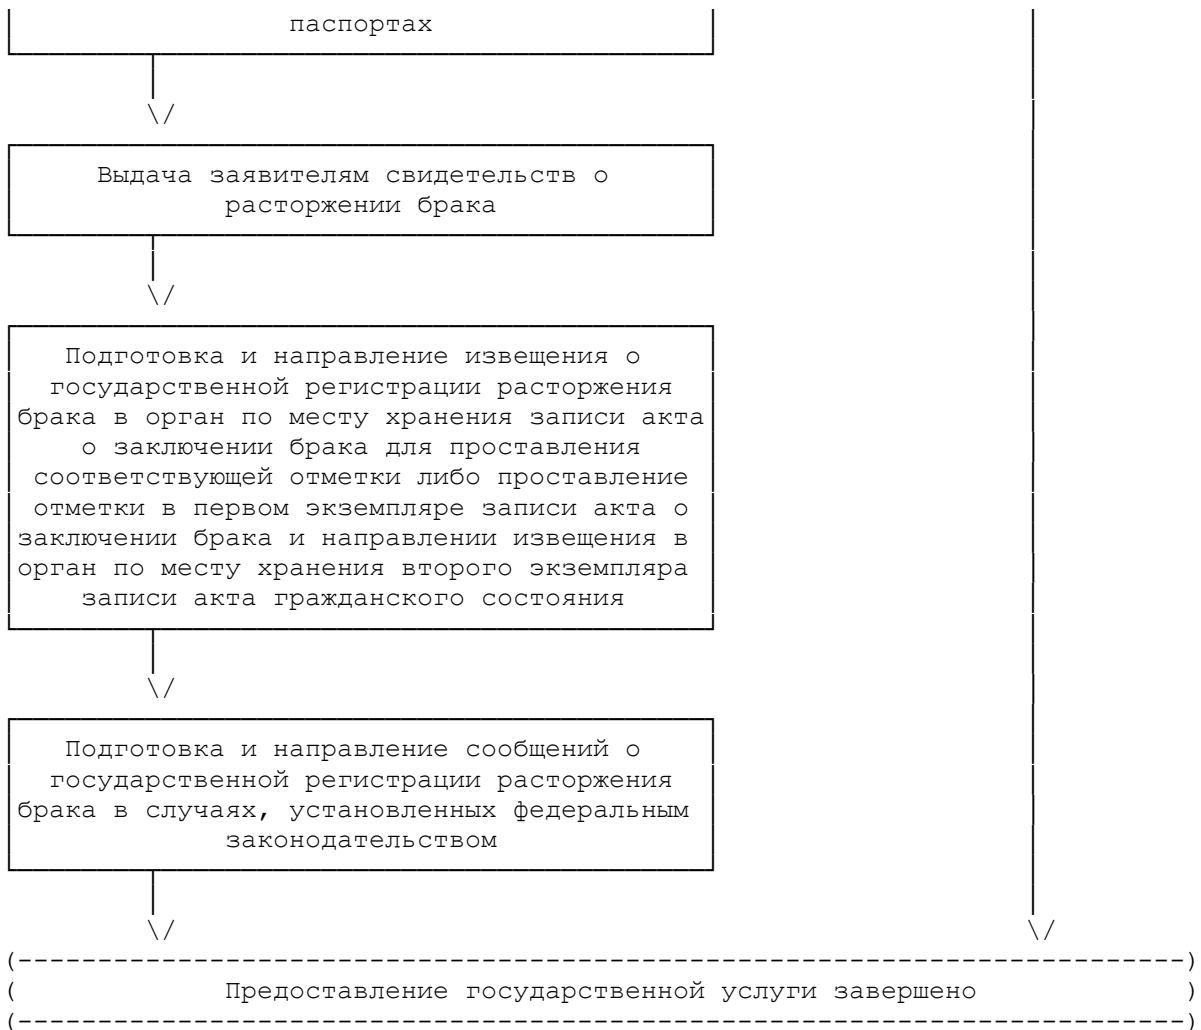 паспортах
Выдача заявителям свидетельств о
расторжении брака
Подготовка и направление извещения о
государственной регистрации расторжения
брака в орган по месту хранения записи акта
о заключении брака для проставления
соответствующей отметки либо проставление
отметки в первом экземпляре записи акта о
заключении брака и направлении извещения в
орган по месту хранения второго экземпляра
записи акта гражданского состояния
Подготовка и направление сообщений о
государственной регистрации расторжения
брака в случаях, установленных федеральным
законодательством
Предоставление государственной услуги завершено